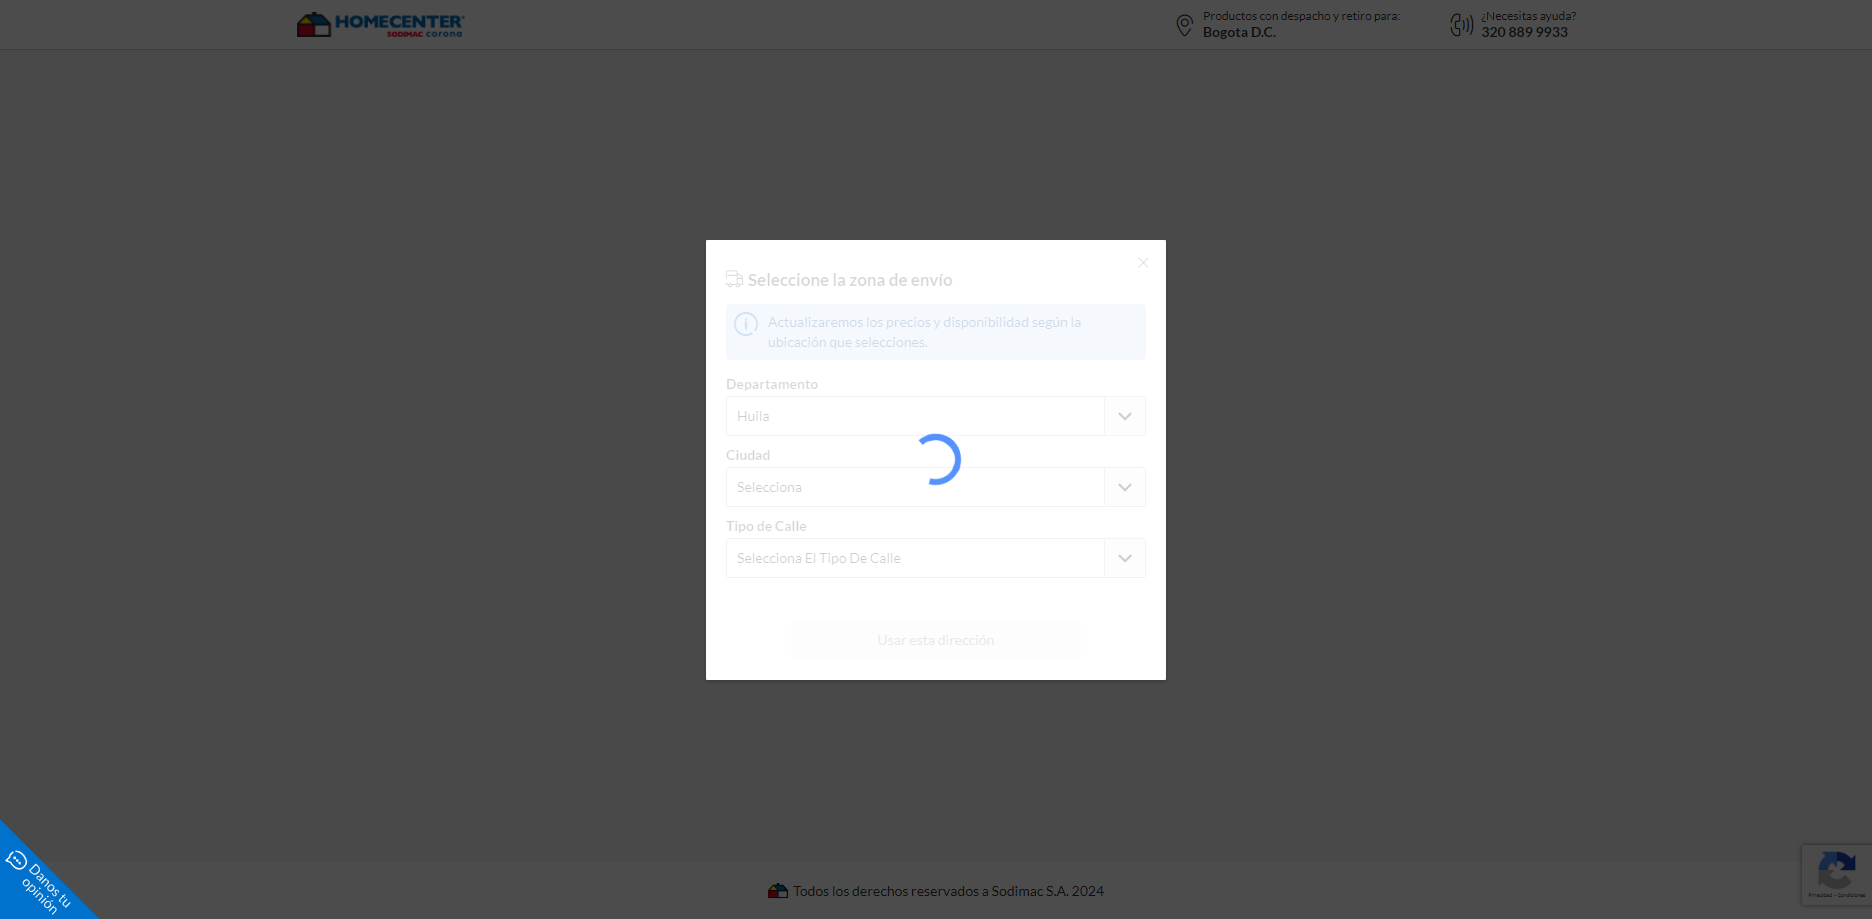 HOMECENTER
SODIMAC corona
Productos con despacho y retiro para:
Bogota D.C.
¿Necesitas ayuda?
320 889 9933
Seleccione la zona de envío
Actualizaremos los precios y disponibilidad según la
ubicación que selecciones.
Departamento
Huila
Ciudad
Selecciona
Tipo de Calle
Selecciona El Tipo De Calle
Usar esta dirección
Danos tu
opinión
Todos los derechos reservados a Sodimac S.A. 2024
Privacidad - Condiciones